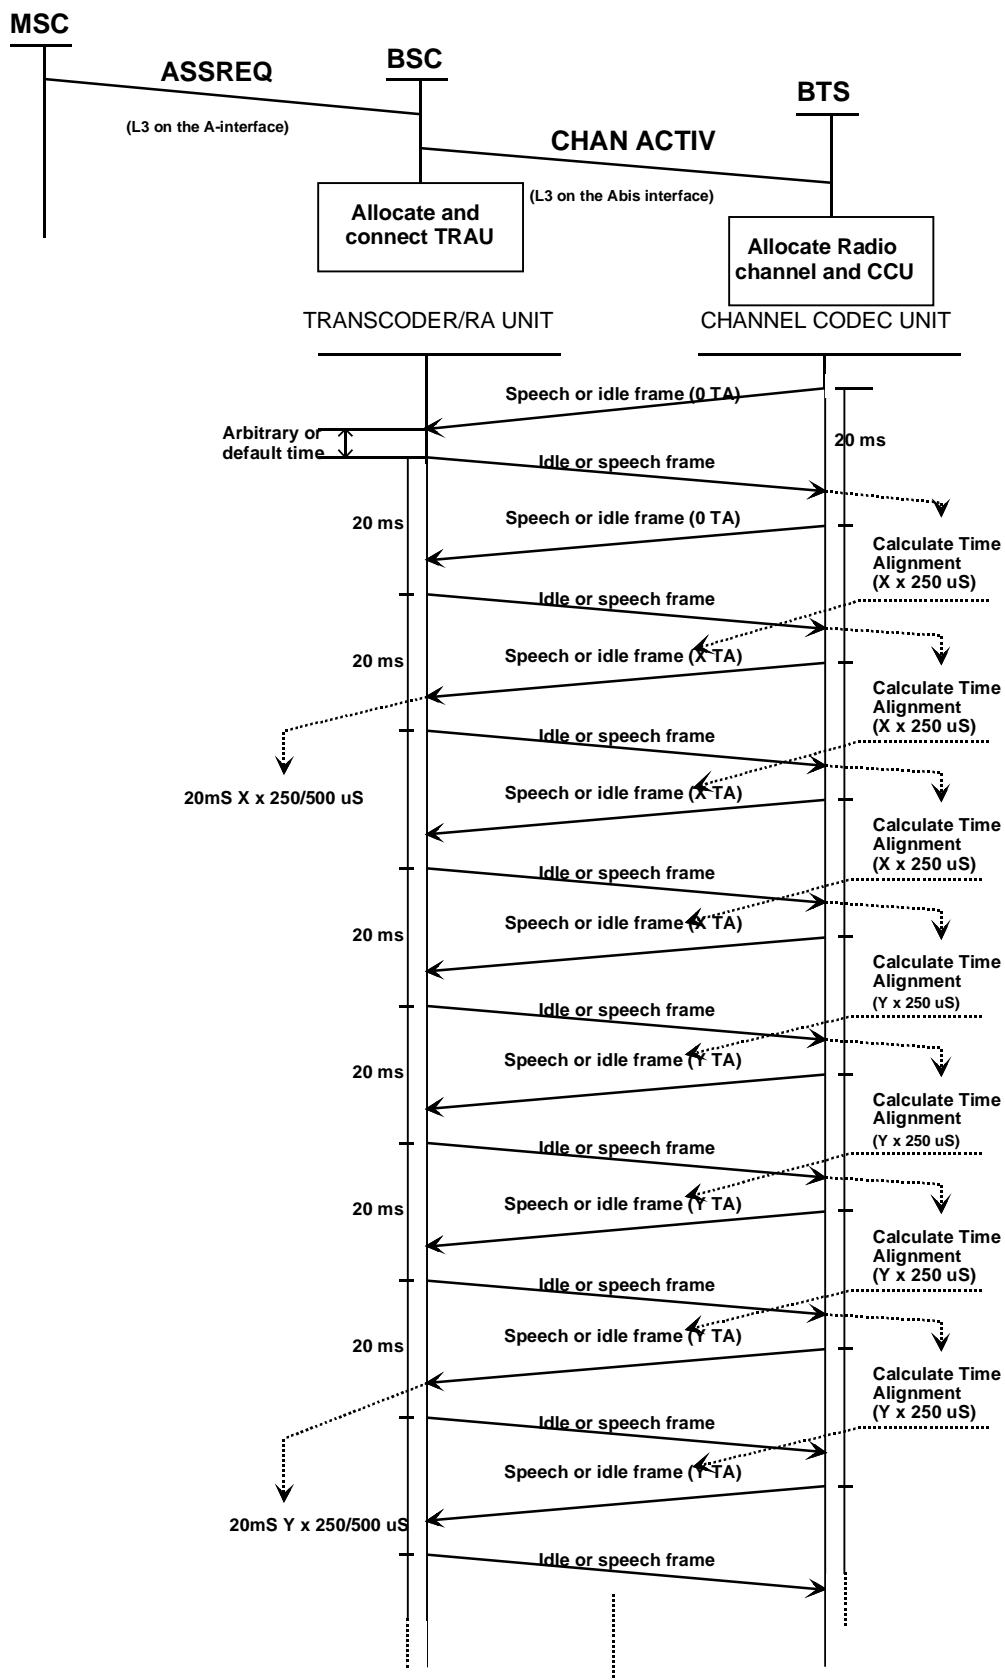 MSC
BSC
ASSREQ
BTS
(L3 on the A-interface)
CHAN ACTIV
(L3 on the Abis interface)
Allocate and
connect TRAU
Allocate Radio
channel and CCU
TRANSCODER/RA UNIT
CHANNEL CODEC UNIT
Speech or idle frame (0 TA)
Arbitrary or
default time
20 ms
Idle or speech frame
20 ms
Speech or idle frame (0 TA)
Calculate Time
Alignment
(X x 250 uS)
Idle or speech frame
20 ms
Speech or idle frame (X TA)
Calculate Time
Alignment
(X x 250 uS)
Idle or speech frame
20mS X x 250/500 uS
Speech or idle frame (X TA)
Calculate Time
Alignment
(X x 250 uS)
Idle or speech frame
20 ms
Speech or idle frame (X TA)
Calculate Time
Alignment
(Y x 250 uS)
Idle or speech frame
20 ms
Speech or idle frame (Y TA)
Calculate Time
Alignment
(Y x 250 uS)
Idle or speech frame
20 ms
Speech or idle frame (Y TA)
Calculate Time
Alignment
(Y x 250 uS)
Idle or speech frame
20 ms
Speech or idle frame (Y TA)
Calculate Time
Alignment
(Y x 250 uS)
Idle or speech frame
Speech or idle frame (Y TA)
20mS Y x 250/500 uS
Idle or speech frame